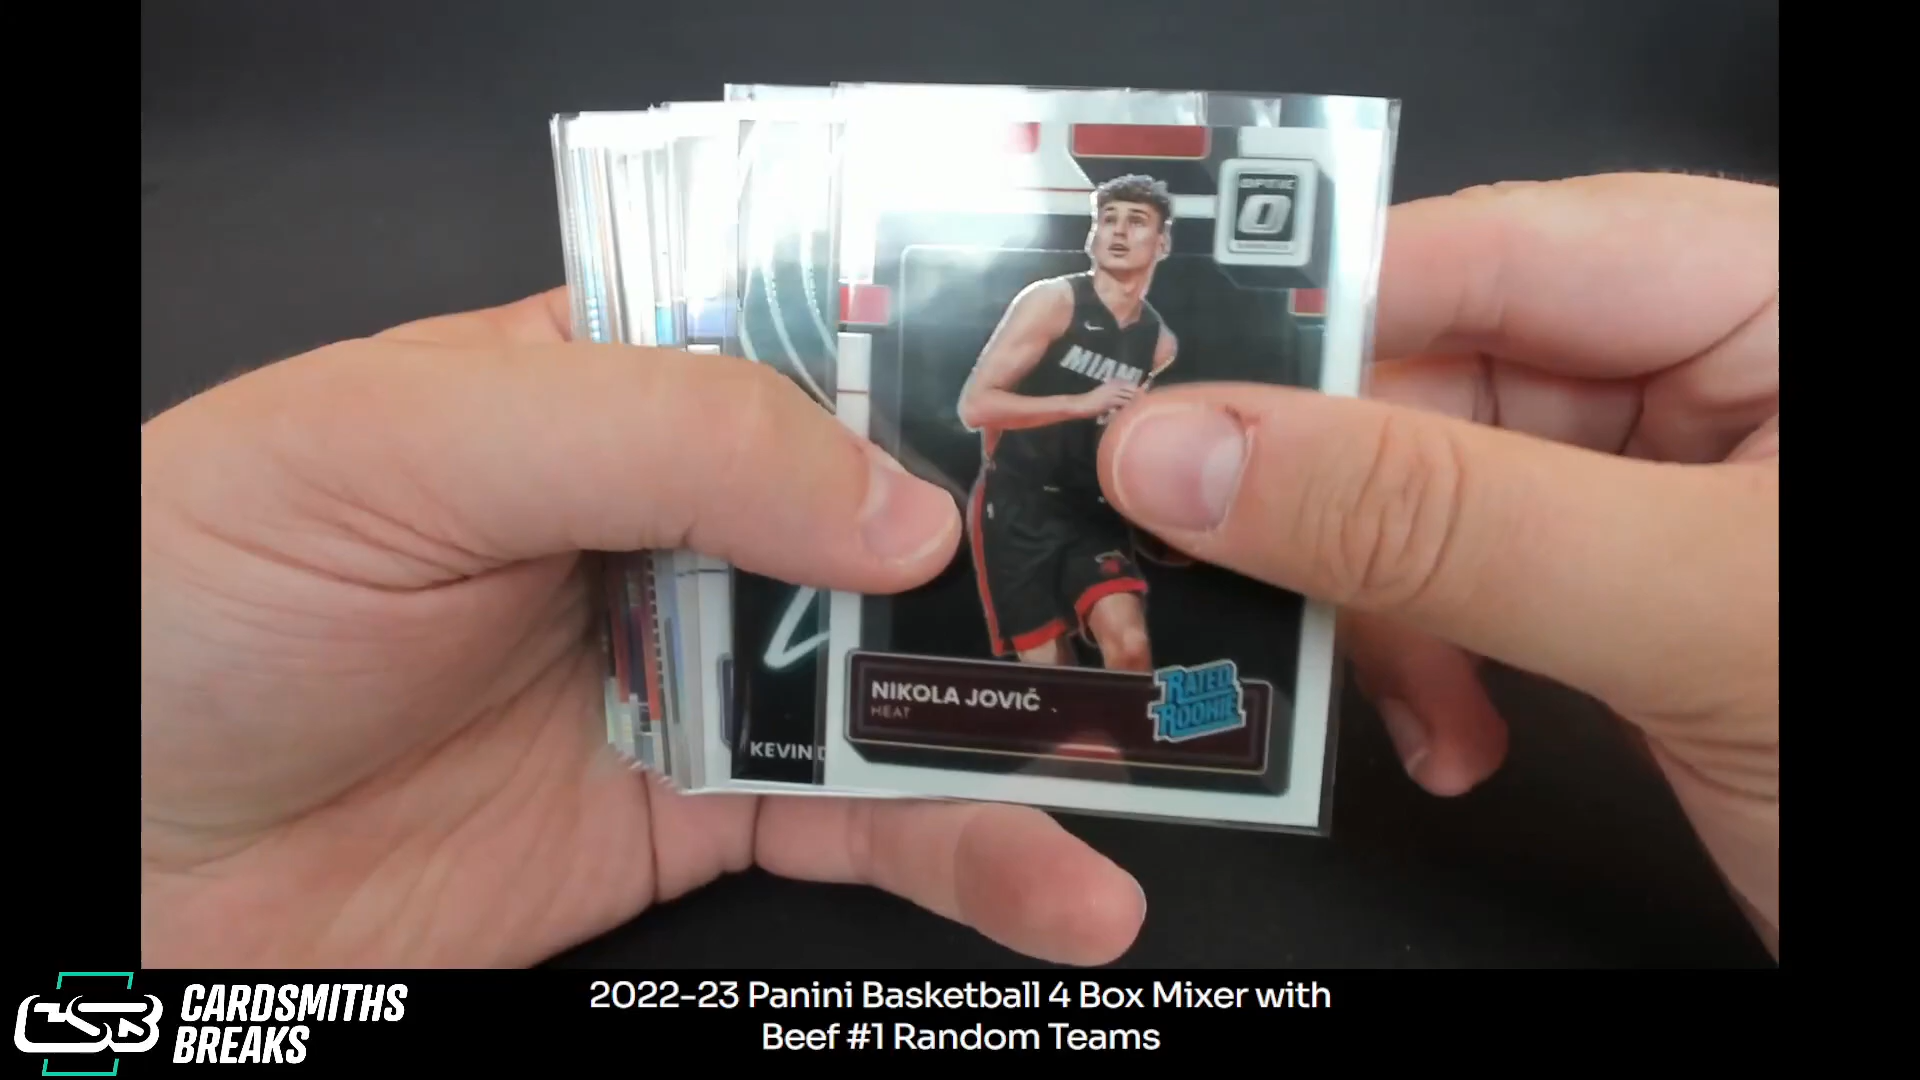 OPTIC
MIAMI
NIKOLA JOVIĆ
HEAT
RATED
ROOKIE
KEVIN D
CARDSMITHS
BREAKS
2022-23 Panini Basketball 4 Box Mixer with
Beef #1 Random Teams